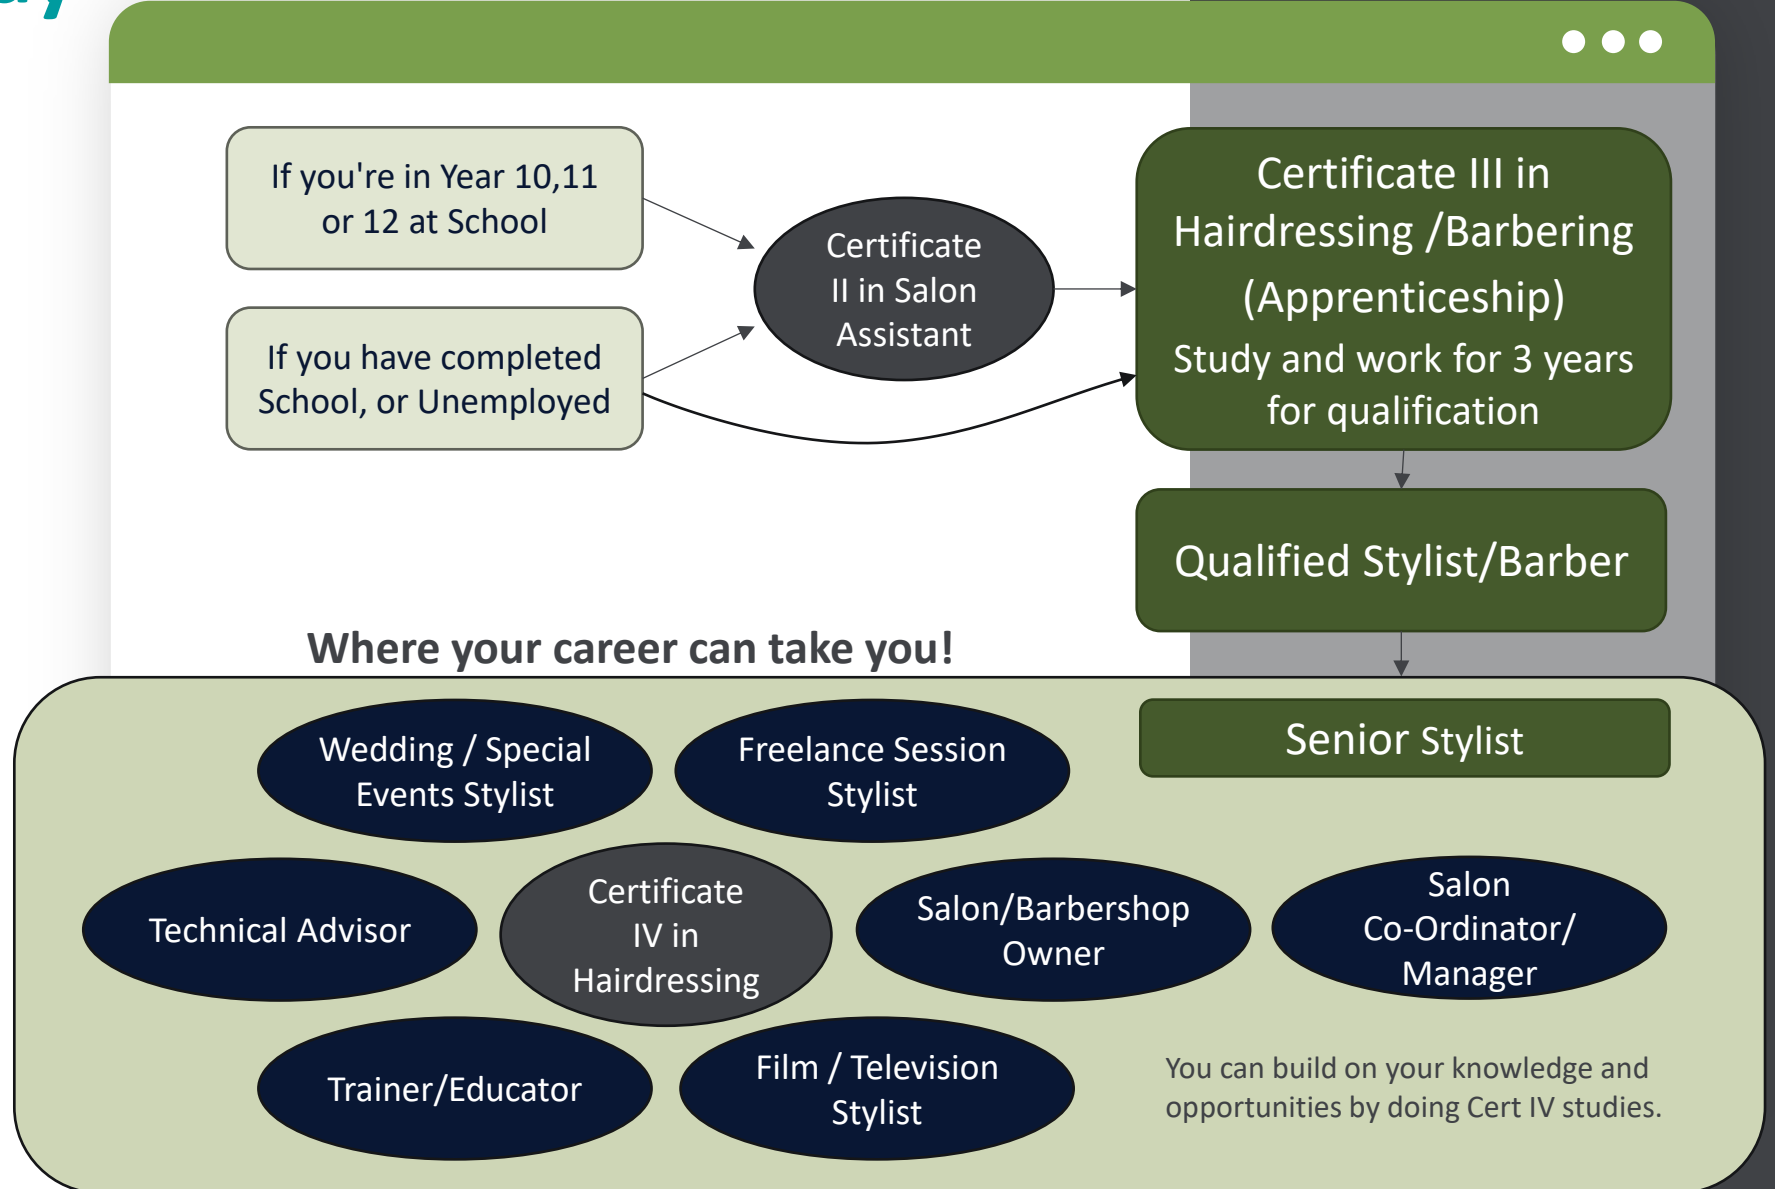 If you're in Year 10,11
or 12 at School
If you have completed
School, or Unemployed
Certificate
II in Salon
Assistant
Certificate III in
Hairdressing /Barbering
(Apprenticeship)
Study and work for 3 years
for qualification
Qualified Stylist/Barber
Where your career can take you!
Senior Stylist
Wedding / Special
Events Stylist
Freelance Session
Stylist
Technical Advisor
Certificate
IV in
Hairdressing
Salon/Barbershop
Owner
Salon
Co-Ordinator/
Manager
Trainer/Educator
Film / Television
Stylist
You can build on your knowledge and
opportunities by doing Cert IV studies.